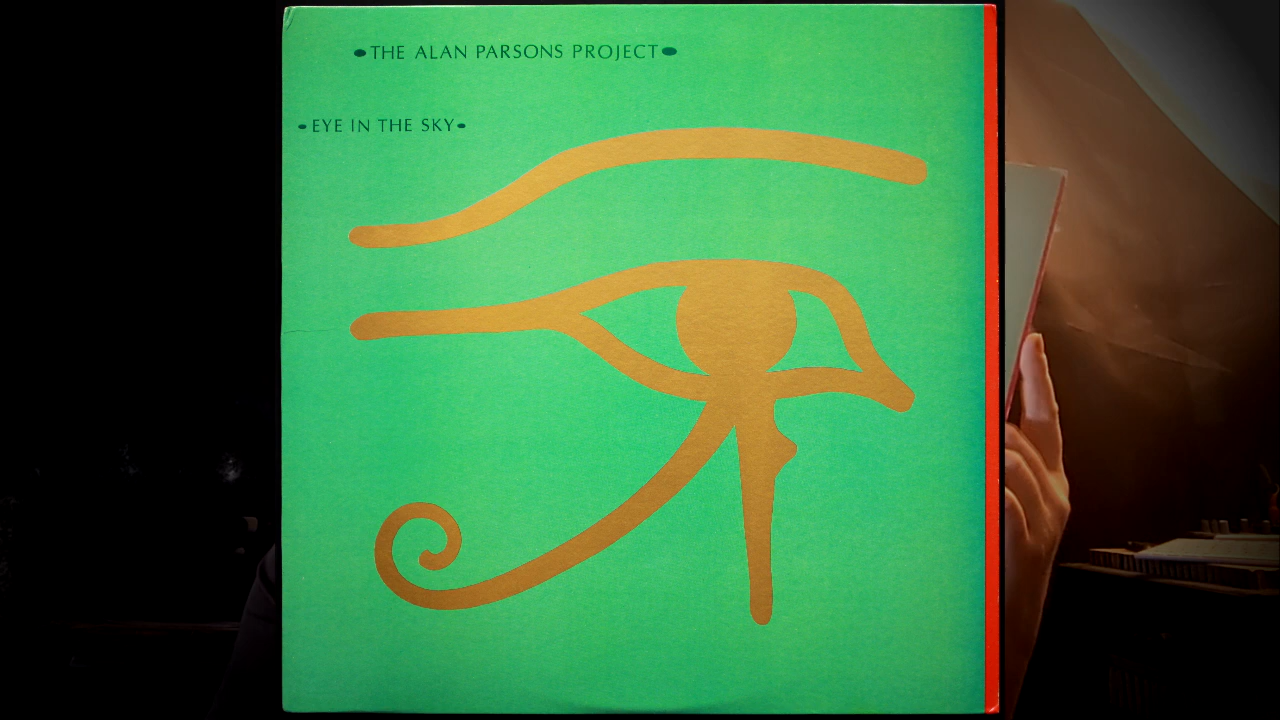 •THE ALAN PARSONS PROJECT•
•EYE IN THE SKY•